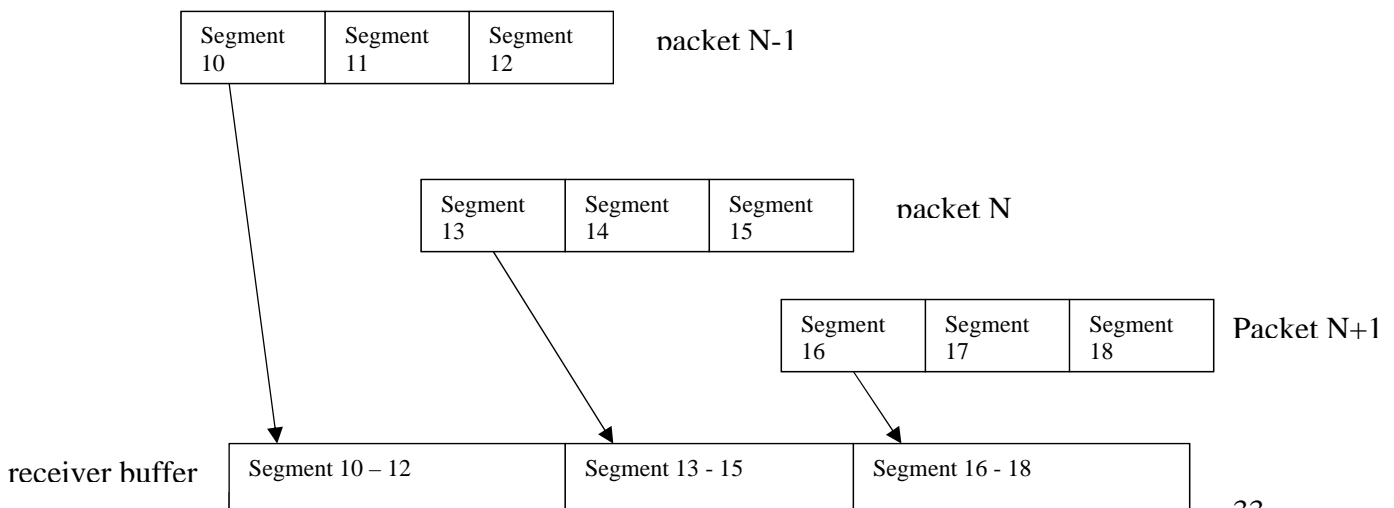 Segment 10
Segment 11
Segment 12
packet N-1
Segment 13
Segment 14
Segment 15
packet N
Segment 16
Segment 17
Segment 18
Packet N+1
receiver buffer
Segment 10 – 12
Segment 13 - 15
Segment 16 - 18